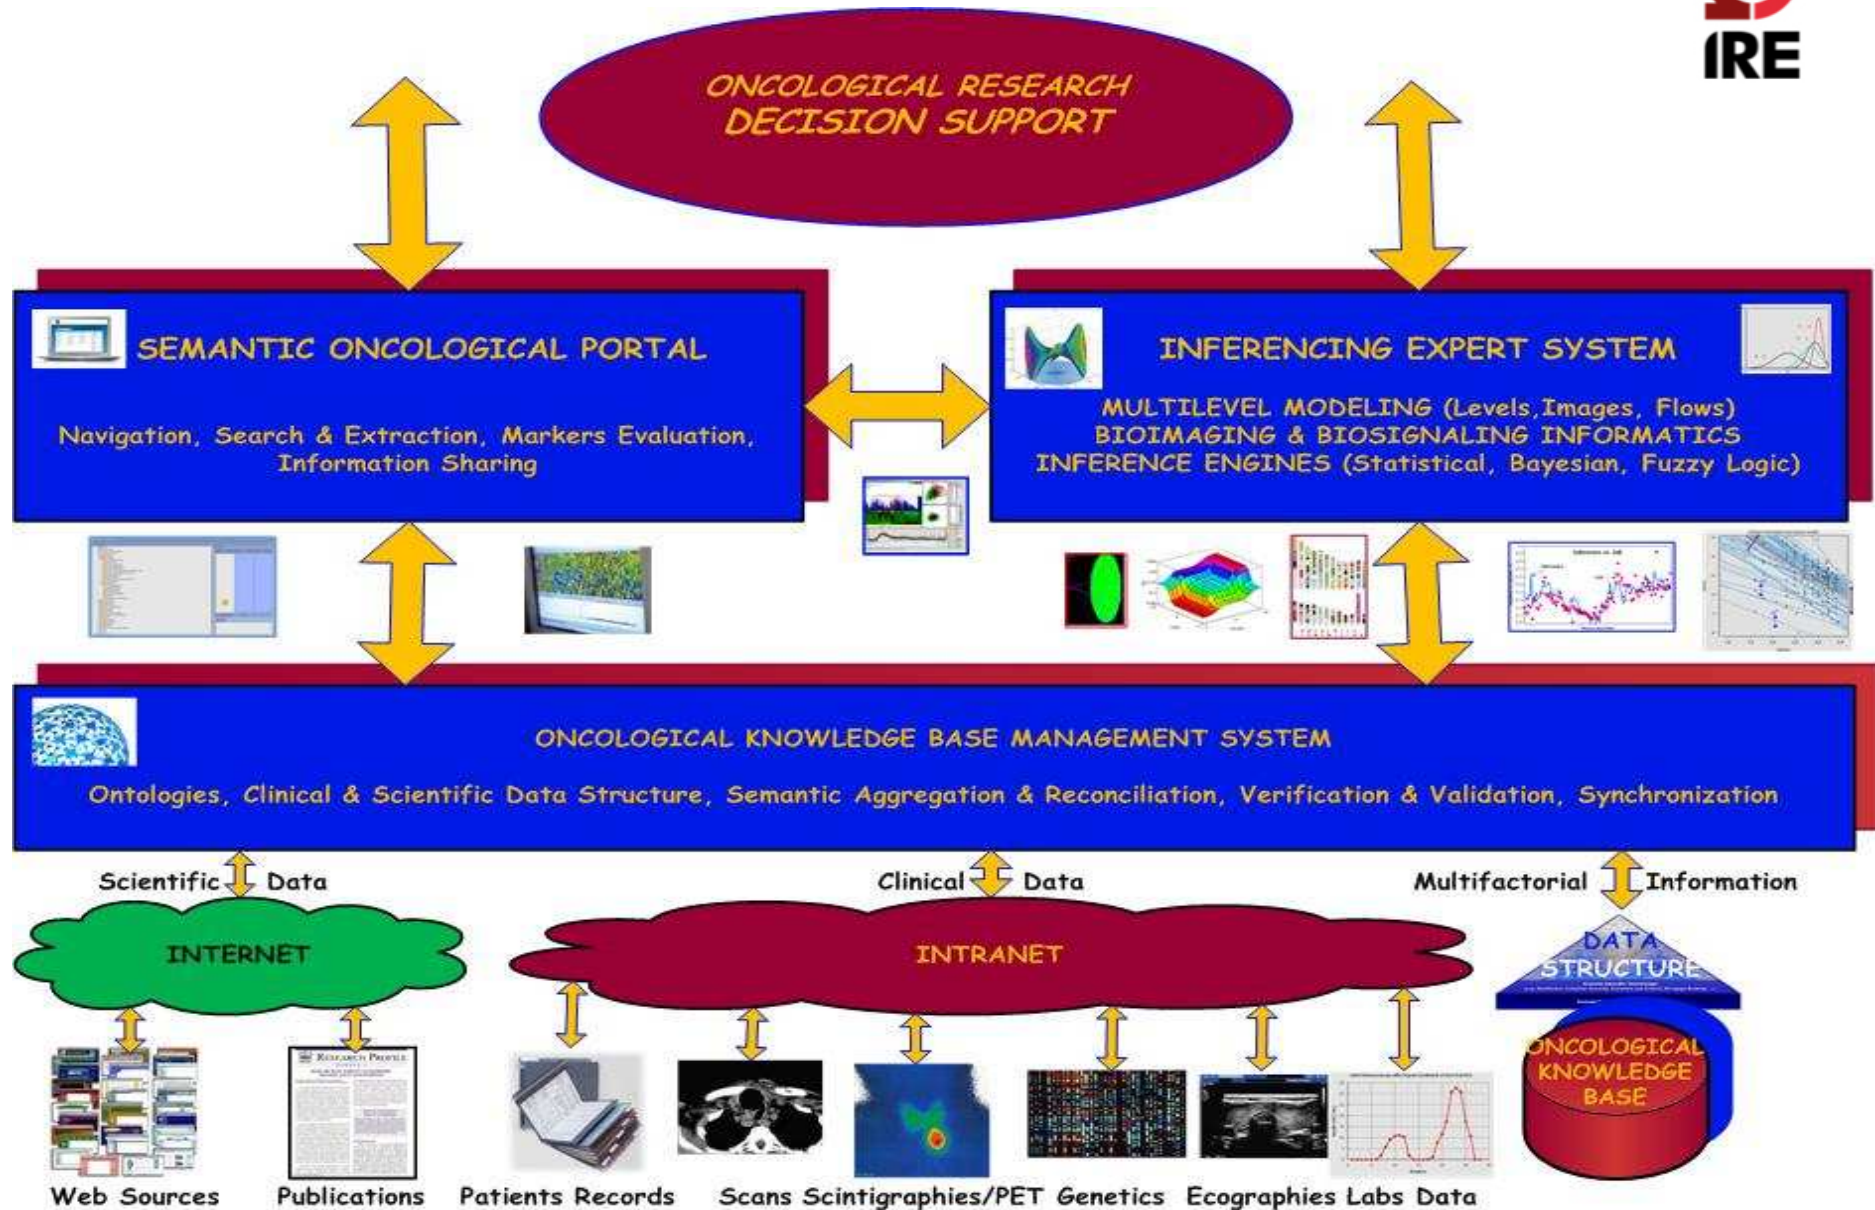 IRE
ONCOLOGICAL RESEARCH
DECISION SUPPORT
SEMANTIC ONCOLOGICAL PORTAL
Navigation, Search & Extraction, Markers Evaluation,
Information Sharing
INFERENCING EXPERT SYSTEM
MULTILEVEL MODELING (Levels,Images, Flows)
BIOIMAGING & BIOSIGNALING INFORMATICS
INFERENCE ENGINES (Statistical, Bayesian, Fuzzy Logic)
ONCOLOGICAL KNOWLEDGE BASE MANAGEMENT SYSTEM
Ontologies, Clinical & Scientific Data Structure, Semantic Aggregation & Reconciliation, Verification & Validation, Synchronization
Scientific Data
Clinical Data
Multifactorial Information
INTERNET
INTRANET
DATA
STRUCTURE
RESEARCH PROFILE
ONCOLOGICAL
KNOWLEDGE
BASE
Web Sources
Publications
Patients Records
Scans
Scintigraphies/PET
Genetics
Ecographies
Labs Data